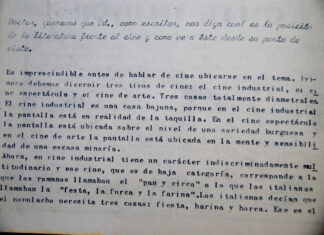 Doctor, queremos que Ud., como escritor, nos diga cual es la posición
de la literatura frente al cine y como ve a éste desde su punto de
vista.
Es imprescindible antes de hablar de cine ubicarse en el tema. Pri-
mero debemos dicernir tres tipos de cine: el cine industrial, el ci
ne espectáculo y el cine de arte. Tres cosas totalmente diametrales.
El cine industrial es una cosa bajuna, porque en el cine industrial
la pantalla está en realidad de la taquilla. En el cine espectáculo
la pantalla está ubicada sobre el nivel de una sociedad burguesa y
en el cine de arte la pantalla está ubicada en la mente y sensibili
dad de una escasa minoría.
Ahora, en cine industrial tiene un carácter indiscriminadamente mul
titudinario y ese cine, que es de baja categoría, corresponde a la
que los romanos llamaban el "pan y circo" o lo que los italianos
llamaban la "festa, la furca y la farina". Los italianos decían que
el populacho necesita tres cosas: fiesta, harina y horca. Ese es el